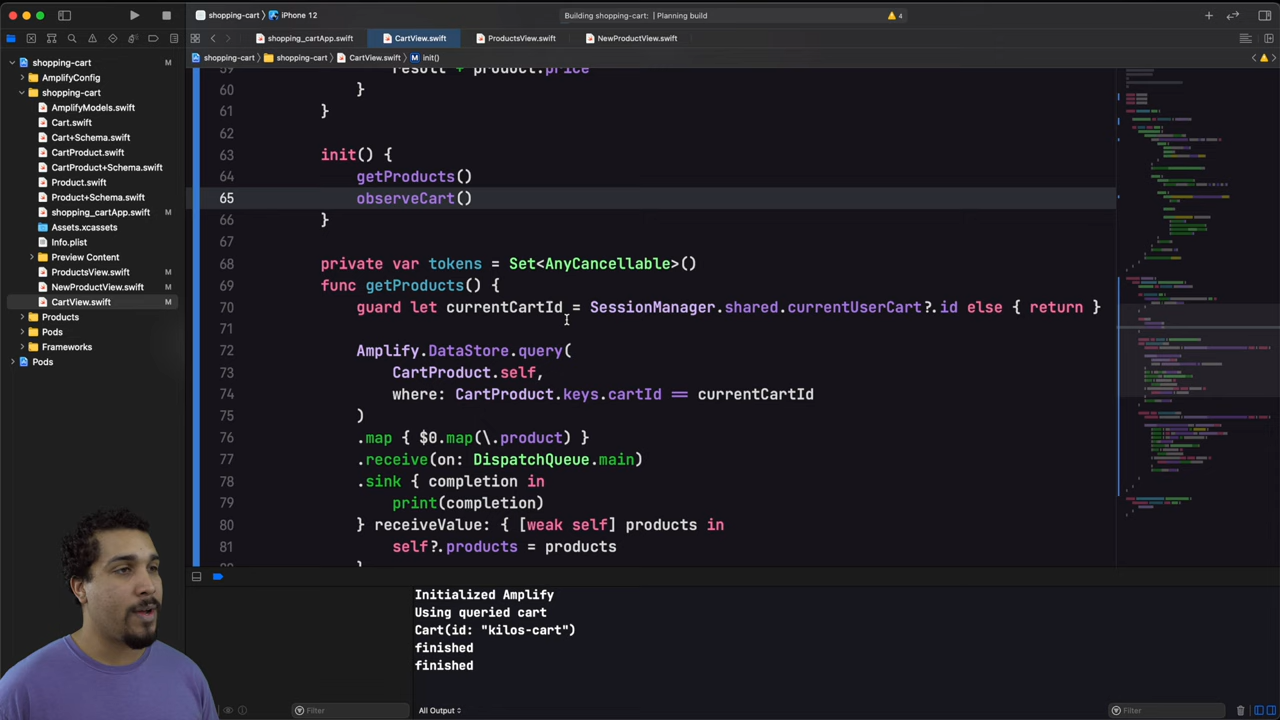 shopping-cart
iPhone 12
Building shopping-cart: | Planning build
4
shopping_cartApp.swift
CartView.swift
ProductsView.swift
NewProductView.swift
shopping-cart
shopping-cart
CartView.swift
init()
shopping-cart
AmplifyConfig
shopping-cart
AmplifyModels.swift
Cart.swift
Cart+Schema.swift
CartProduct.swift
CartProduct+Schema.swift
Product.swift
Product+Schema.swift
shopping_cartApp.swift M
Assets.xcassets
Info.plist
Preview Content
ProductsView.swift M
NewProductView.swift M
CartView.swift M
Products
Pods
Frameworks
Pods
result + product.price
60 }
61 }
62
63 init() {
64 getProducts()
65 observeCart()
66 }
67
68 private var tokens = Set<AnyCancellable>()
69 func getProducts() {
70 guard let currentCartId = SessionManager.shared.currentUserCart?.id else { return }
71
72 Amplify.DataStore.query(
73 CartProduct.self,
74 where: CartProduct.keys.cartId == currentCartId
75 )
76 .map { $0.map(\.product) }
77 .receive(on: DispatchQueue.main)
78 .sink { completion in
79 print(completion)
80 } receiveValue: { [weak self] products in
81 self?.products = products
Initialized Amplify
Using queried cart
Cart(id: "kilos-cart")
finished
finished
Filter
All Output
Filter